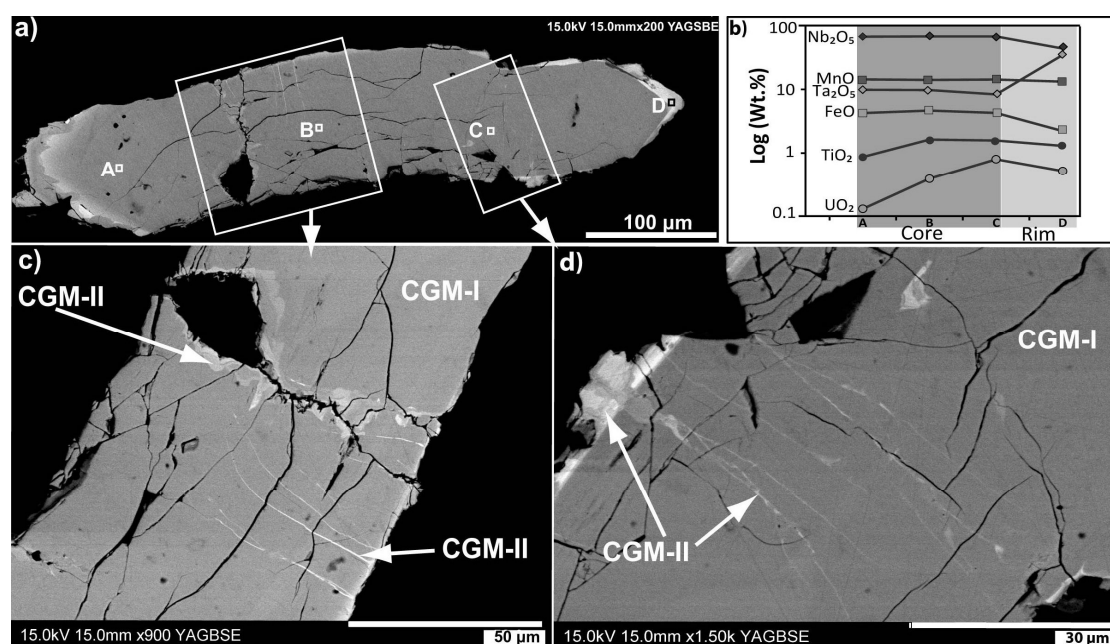 a)
15.0kV 15.0mmx200 YAGSBE
A
B
C
D
100 µm
b)
Log (Wt.%)
100
10
1
0.1
Nb₂O₅
MnO
Ta₂O₅
FeO
TiO₂
UO₂
A B C D
Core Rim
c)
CGM-II
CGM-I
CGM-II
15.0kV 15.0mm x900 YAGBSE
50 µm
d)
CGM-I
CGM-II
15.0kV 15.0mm x1.50k YAGBSE
30 µm